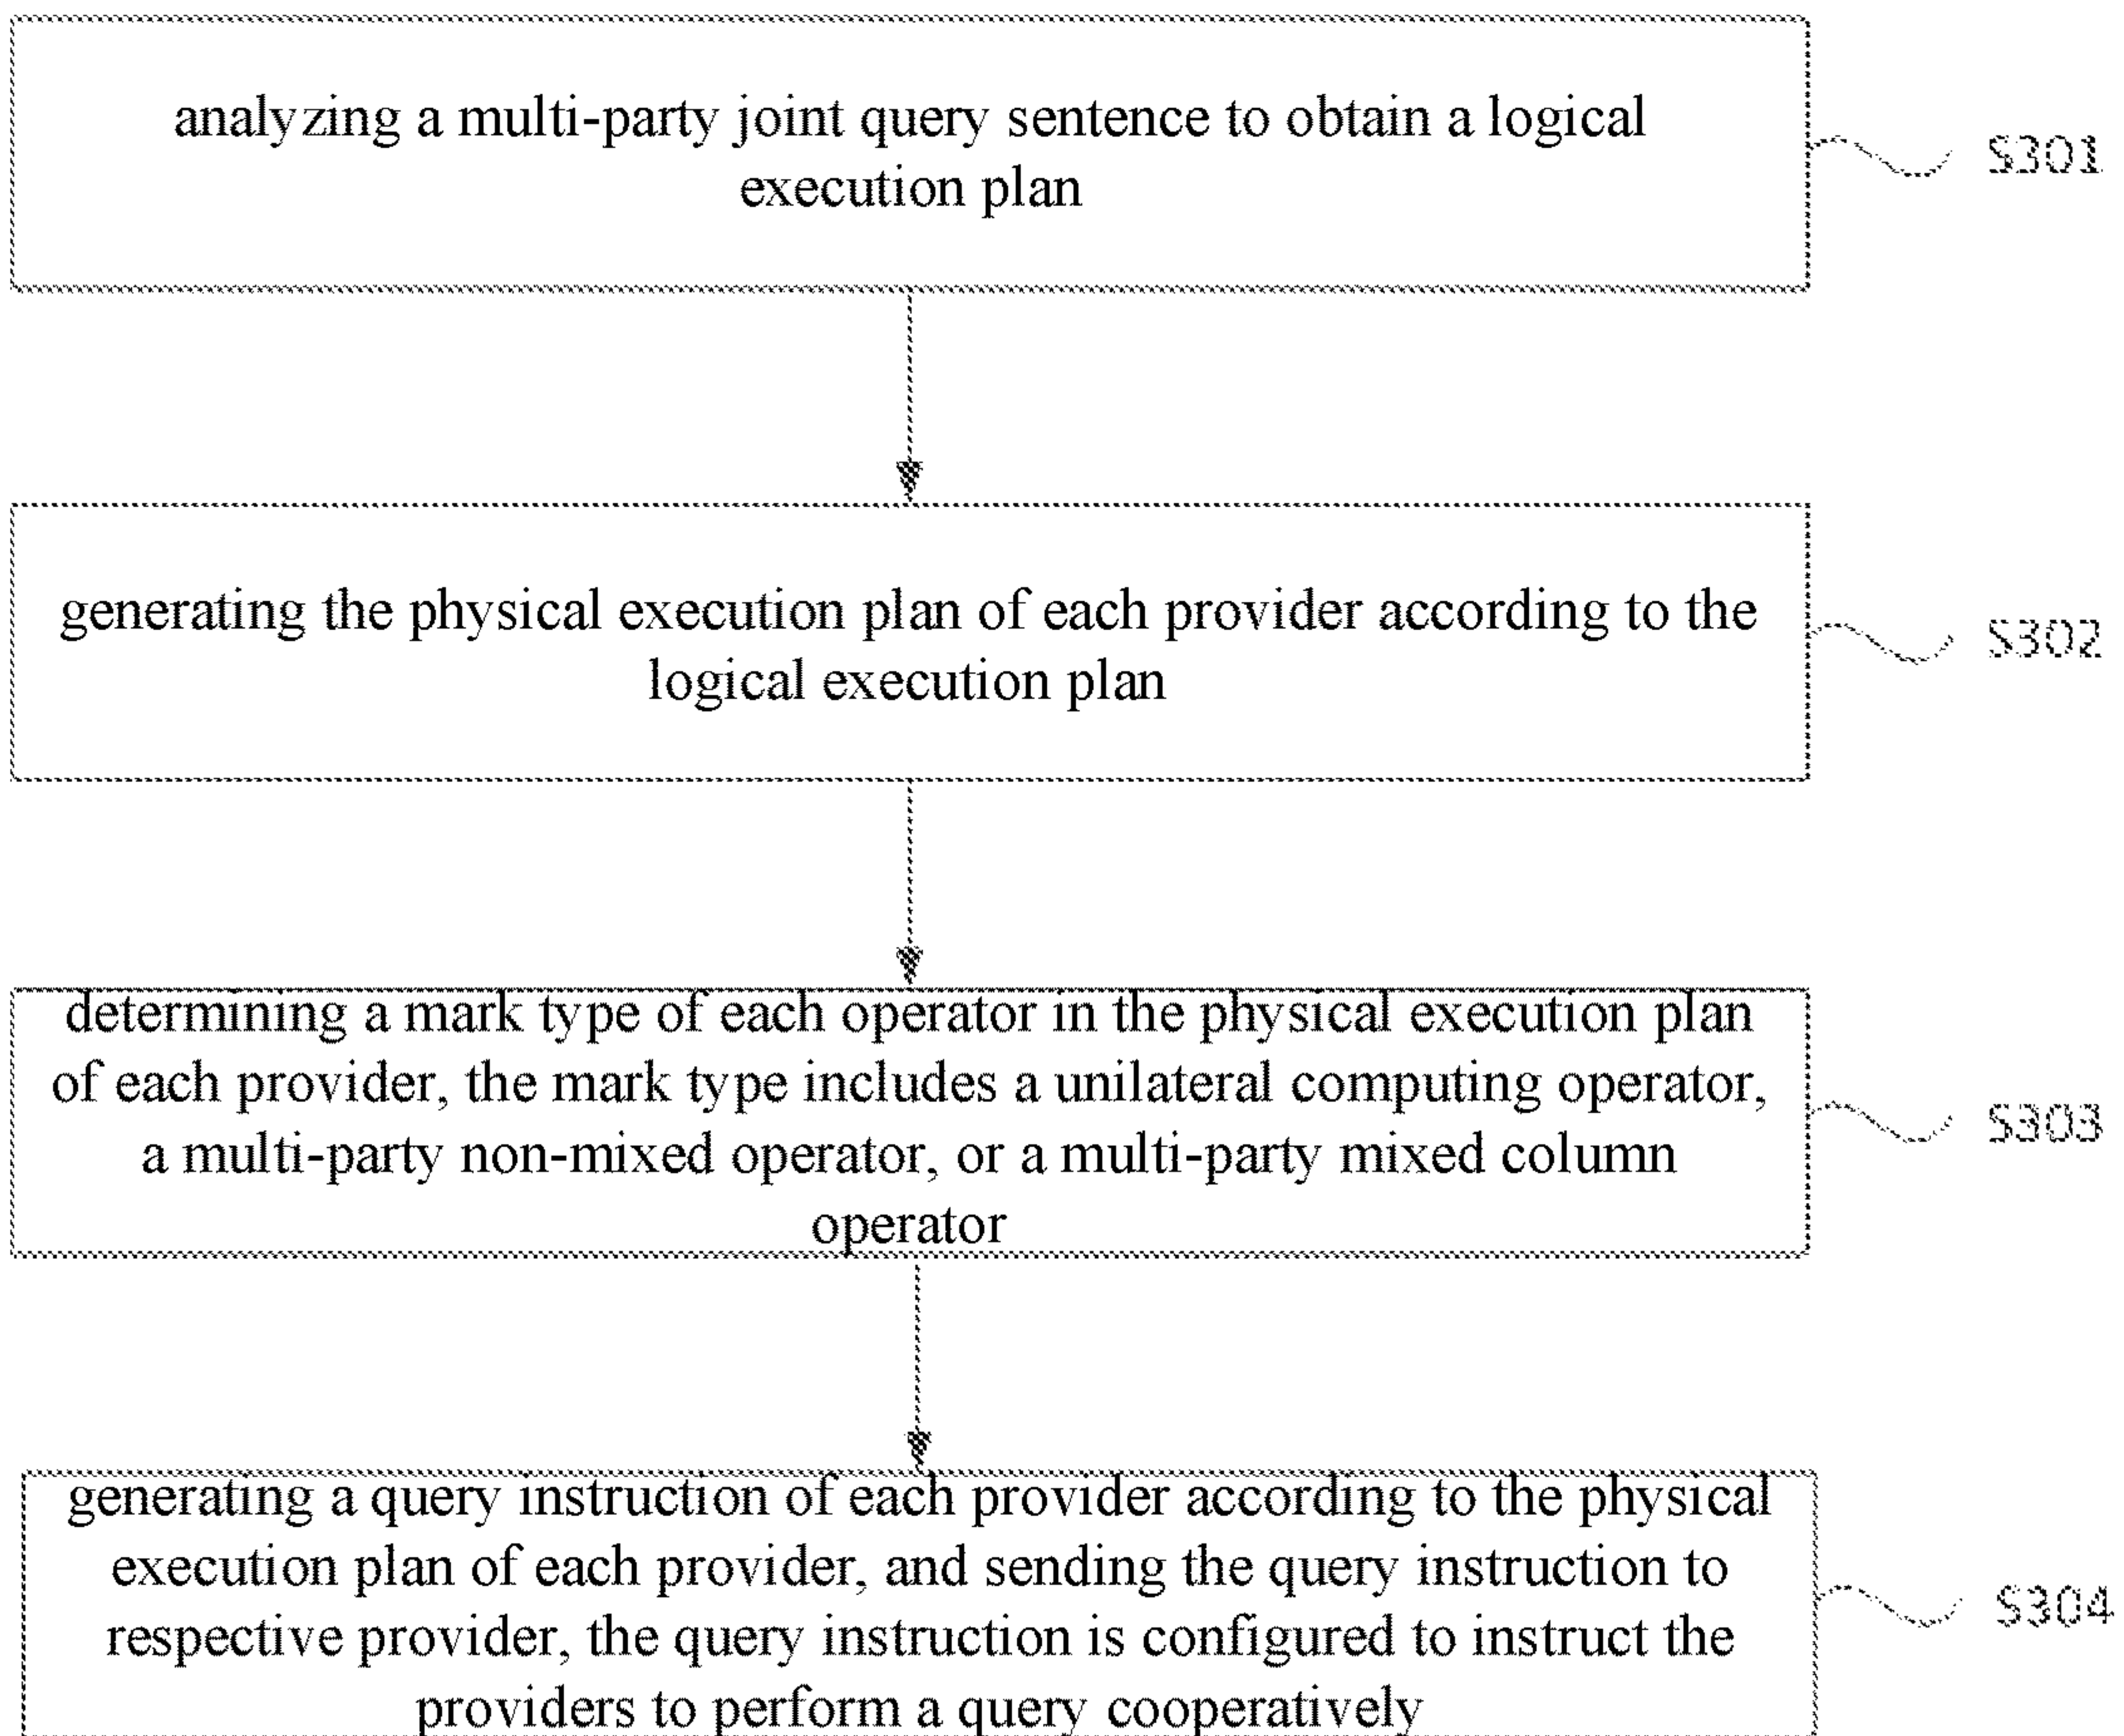 analyzing a multi-party joint query sentence to obtain a logical
execution plan
S301
generating the physical execution plan of each provider according to the
logical execution plan
S302
determining a mark type of each operator in the physical execution plan
of each provider, the mark type includes a unilateral computing operator,
a multi-party non-mixed operator, or a multi-party mixed column
operator
S303
generating a query instruction of each provider according to the physical
execution plan of each provider, and sending the query instruction to
respective provider, the query instruction is configured to instruct the
providers to perform a query cooperatively
S304